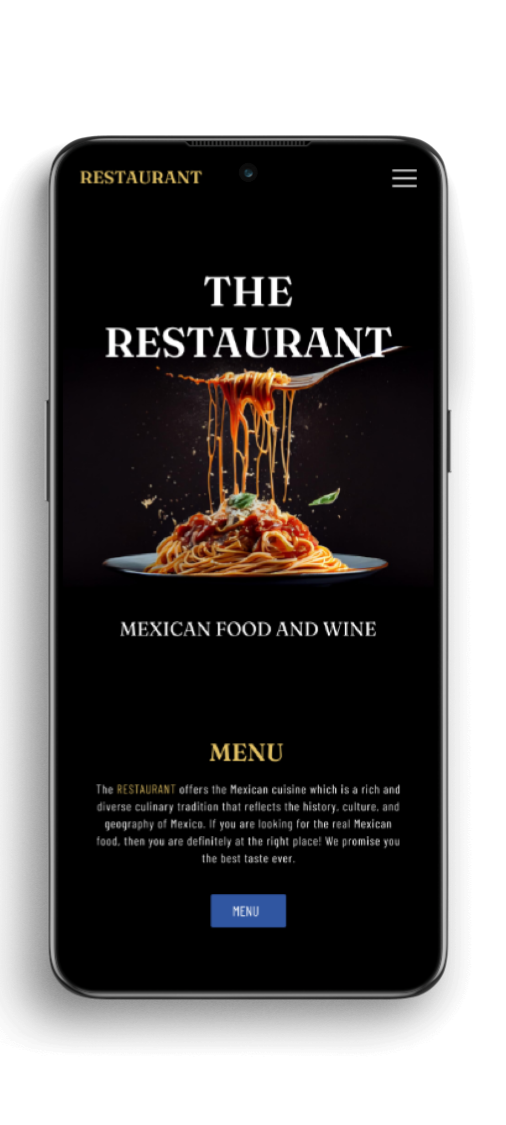 RESTAURANT
THE
RESTAURANT
MEXICAN FOOD AND WINE
MENU
The RESTAURANT offers the Mexican cuisine which is a rich and
diverse culinary tradition that reflects the history, culture, and
geography of Mexico. If you are looking for the real Mexican
food, then you are definitely at the right place! We promise you
the best taste ever.
MENU